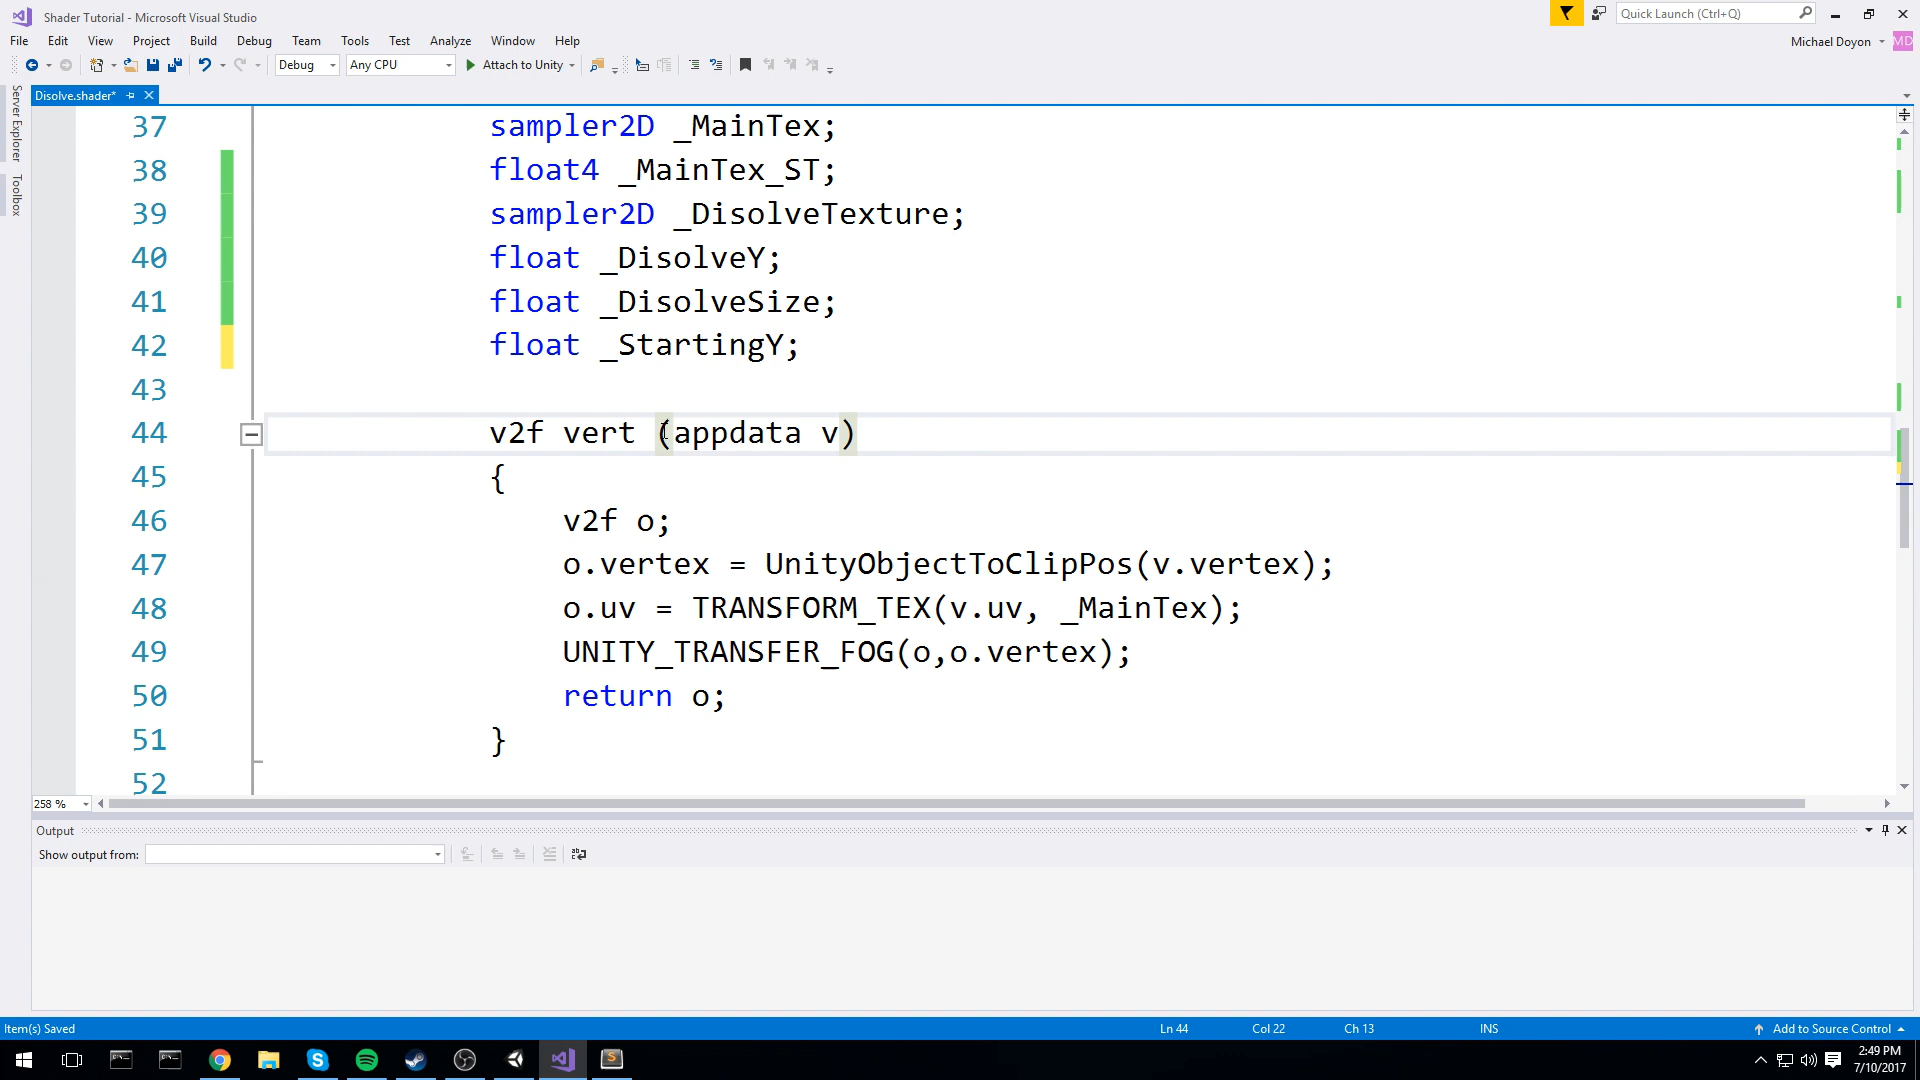 Shader Tutorial - Microsoft Visual Studio
Quick Launch (Ctrl+Q)
File Edit View Project Build Debug Team Tools Test Analyze Window Help
Michael Doyon MD
Debug Any CPU Attach to Unity
Server Explorer
Toolbox
Disolve.shader*
37 sampler2D _MainTex;
38 float4 _MainTex_ST;
39 sampler2D _DisolveTexture;
40 float _DisolveY;
41 float _DisolveSize;
42 float _StartingY;
43
44 v2f vert (appdata v)
45 {
46 v2f o;
47 o.vertex = UnityObjectToClipPos(v.vertex);
48 o.uv = TRANSFORM_TEX(v.uv, _MainTex);
49 UNITY_TRANSFER_FOG(o,o.vertex);
50 return o;
51 }
52
258 %
Output
Show output from:
Item(s) Saved Ln 44 Col 22 Ch 13 INS Add to Source Control
2:49 PM
7/10/2017